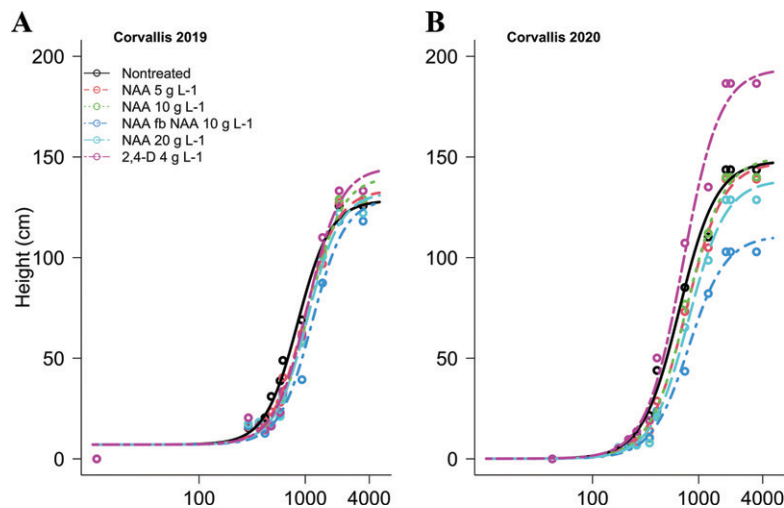 A
Corvallis 2019
200
150
100
50
0
Height (cm)
Nontreated
NAA 5 g L-1
NAA 10 g L-1
NAA fb NAA 10 g L-1
NAA 20 g L-1
2,4-D 4 g L-1
100
1000
4000
B
Corvallis 2020
200
150
100
50
0
100
1000
4000